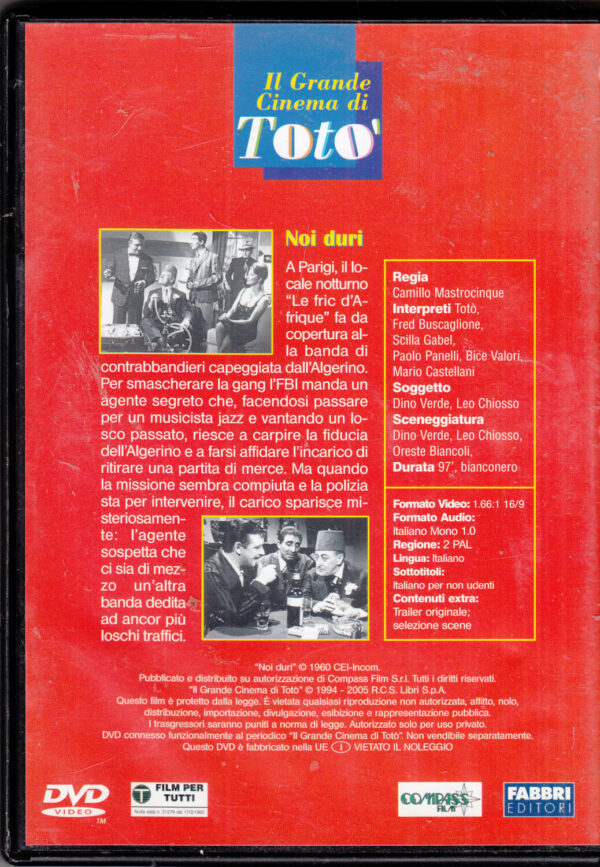 Il Grande
Cinema di
Totò
Noi duri
A Parigi, il lo-
cale notturno
“Le fric d’A-
frique” fa da
copertura al-
la banda di
contrabbandieri capeggiata dall’Algerino.
Per smascherare la gang l’FBI manda un
agente segreto che, facendosi passare
per un musicista jazz e vantando un lo-
sco passato, riesce a carpire la fiducia
dell’Algerino e a farsi affidare l’incarico di
ritirare una partita di merce. Ma quando
la missione sembra compiuta e la polizia
sta per intervenire, il carico sparisce mi-
steriosamen-
te: l’agente
sospetta che
ci sia di mez-
zo un’altra
banda dedita
ad ancor più
loschi traffici.
Regia
Camillo Mastrocinque
Interpreti Totò,
Fred Buscaglione,
Scilla Gabel,
Paolo Panelli, Bice Valori,
Mario Castellani
Soggetto
Dino Verde, Leo Chiosso
Sceneggiatura
Dino Verde, Leo Chiosso,
Oreste Biancoli,
Durata 97’, bianconero
Formato Video: 1.66:1 16/9
Formato Audio:
Italiano Mono 1.0
Regione: 2 PAL
Lingua: Italiano
Sottotitoli:
Italiano per non udenti
Contenuti extra:
Trailer originale;
selezione scene
“Noi duri” © 1960 CEI-Incom.
Pubblicato e distribuito su autorizzazione di Compass Film S.r.l. Tutti i diritti riservati.
“Il Grande Cinema di Totò” © 1994 - 2005 R.C.S. Libri S.p.A.
Questo film è protetto dalla legge. È vietata qualsiasi riproduzione non autorizzata, affitto, nolo,
distribuzione, importazione, divulgazione, esibizione e rappresentazione pubblica.
I trasgressori saranno puniti a norma di legge. Autorizzato solo per uso privato.
DVD connesso funzionalmente al periodico “Il Grande Cinema di Totò”. Non vendibile separatamente.
Questo DVD è fabbricato nella UE I VIETATO IL NOLEGGIO
DVD
VIDEO
TM
T
FILM PER
TUTTI
Nulla osta n. 31079 del 17/2/1960
COMPASS
FILM
FABBRI
EDITORI